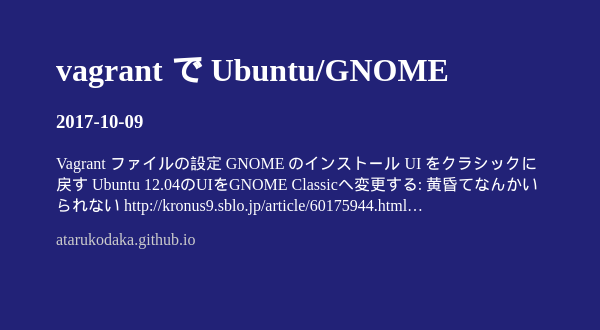 vagrant で Ubuntu/GNOME
2017-10-09
Vagrant ファイルの設定 GNOME のインストール UI をクラシックに
戻す Ubuntu 12.04のUIをGNOME Classicへ変更する: 黄昏てなんかい
られない http://kronus9.sblo.jp/article/60175944.html…
atarukodaka.github.io